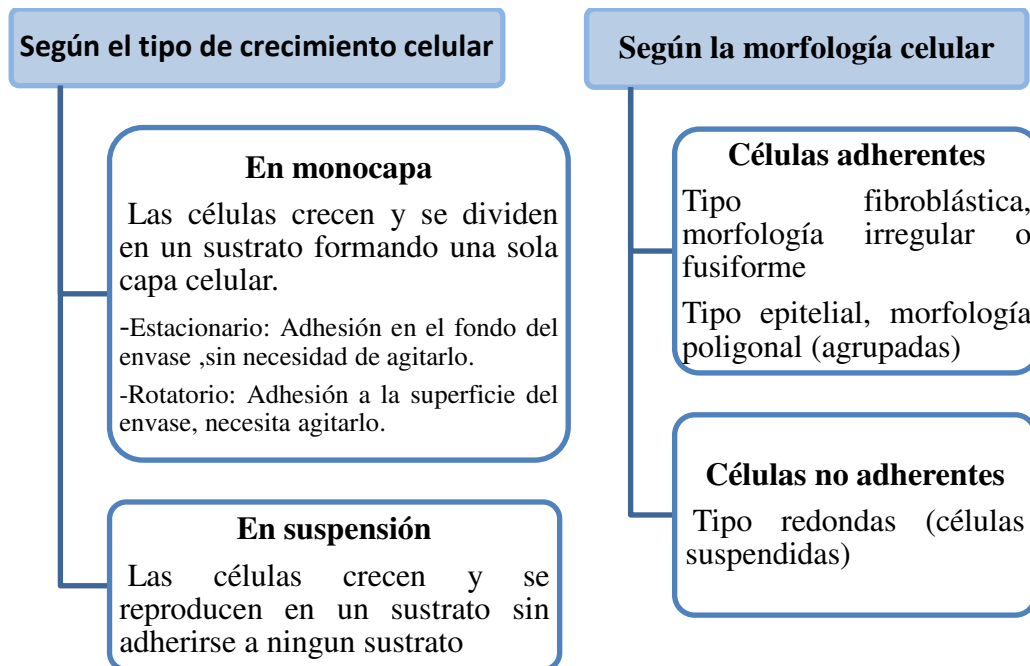 Según el tipo de crecimiento celular
En monocapa
Las células crecen y se dividen
en un sustrato formando una sola
capa celular.
-Estacionario: Adhesión en el fondo del
envase ,sin necesidad de agitarlo.
-Rotatorio: Adhesión a la superficie del
envase, necesita agitarlo.
En suspensión
Las células crecen y se
reproducen en un sustrato sin
adherirse a ningun sustrato
Según la morfología celular
Células adherentes
Tipo fibroblástica,
morfología irregular o
fusiforme
Tipo epitelial, morfología
poligonal (agrupadas)
Células no adherentes
Tipo redondas (células
suspendidas)